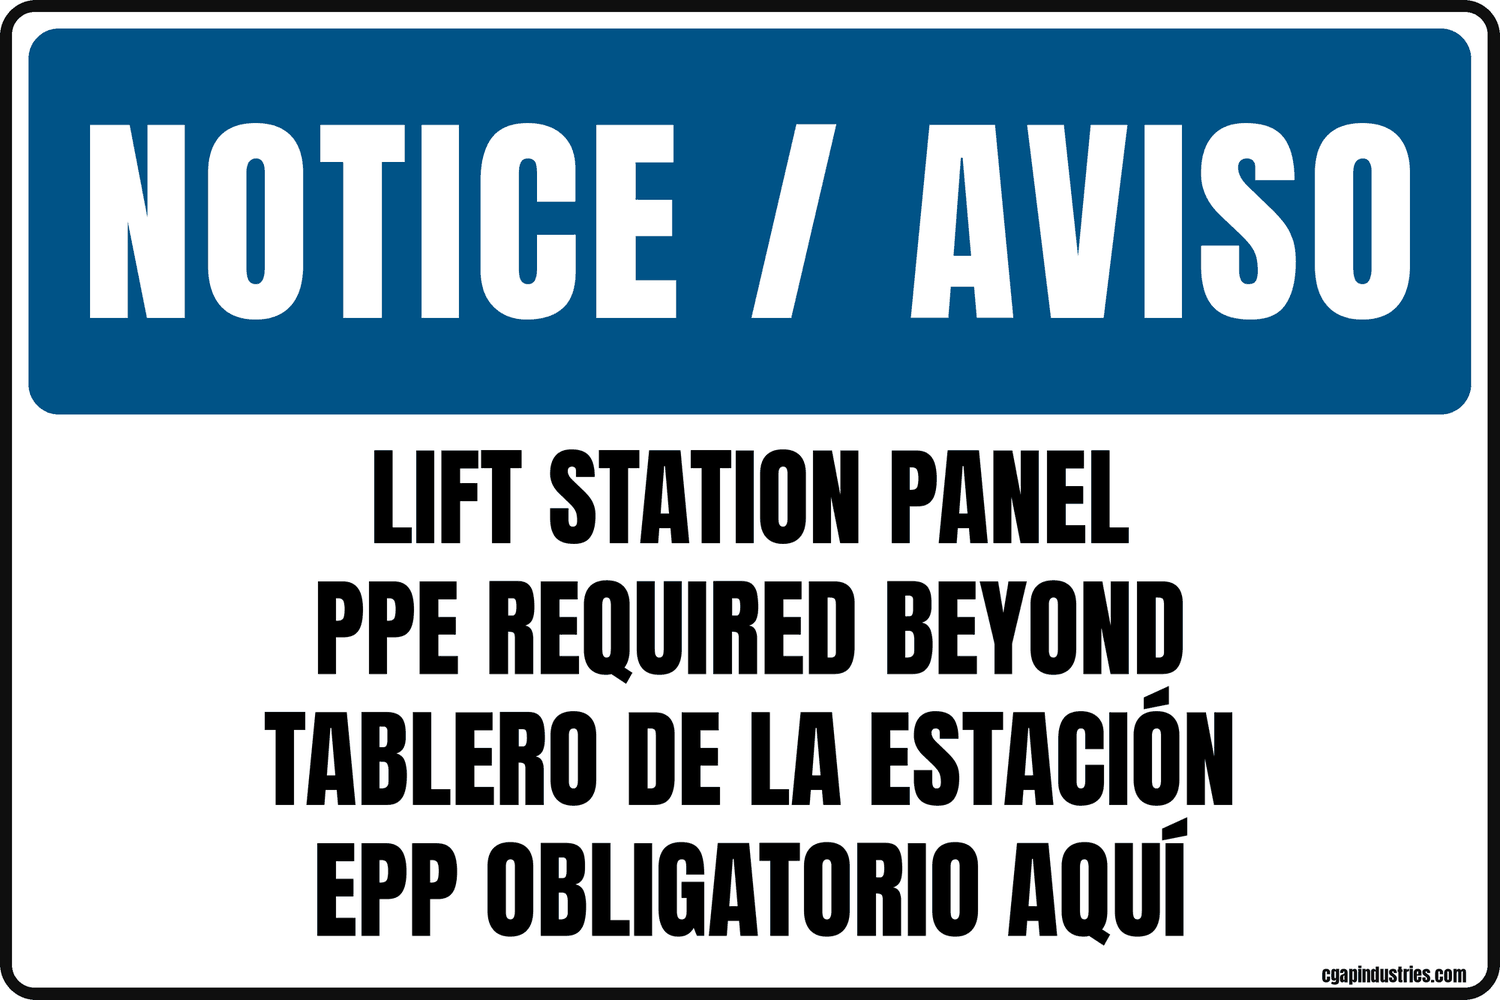 NOTICE / AVISO
LIFT STATION PANEL
PPE REQUIRED BEYOND
TABLERO DE LA ESTACIÓN
EPP OBLIGATORIO AQUÍ
cgapindustries.com